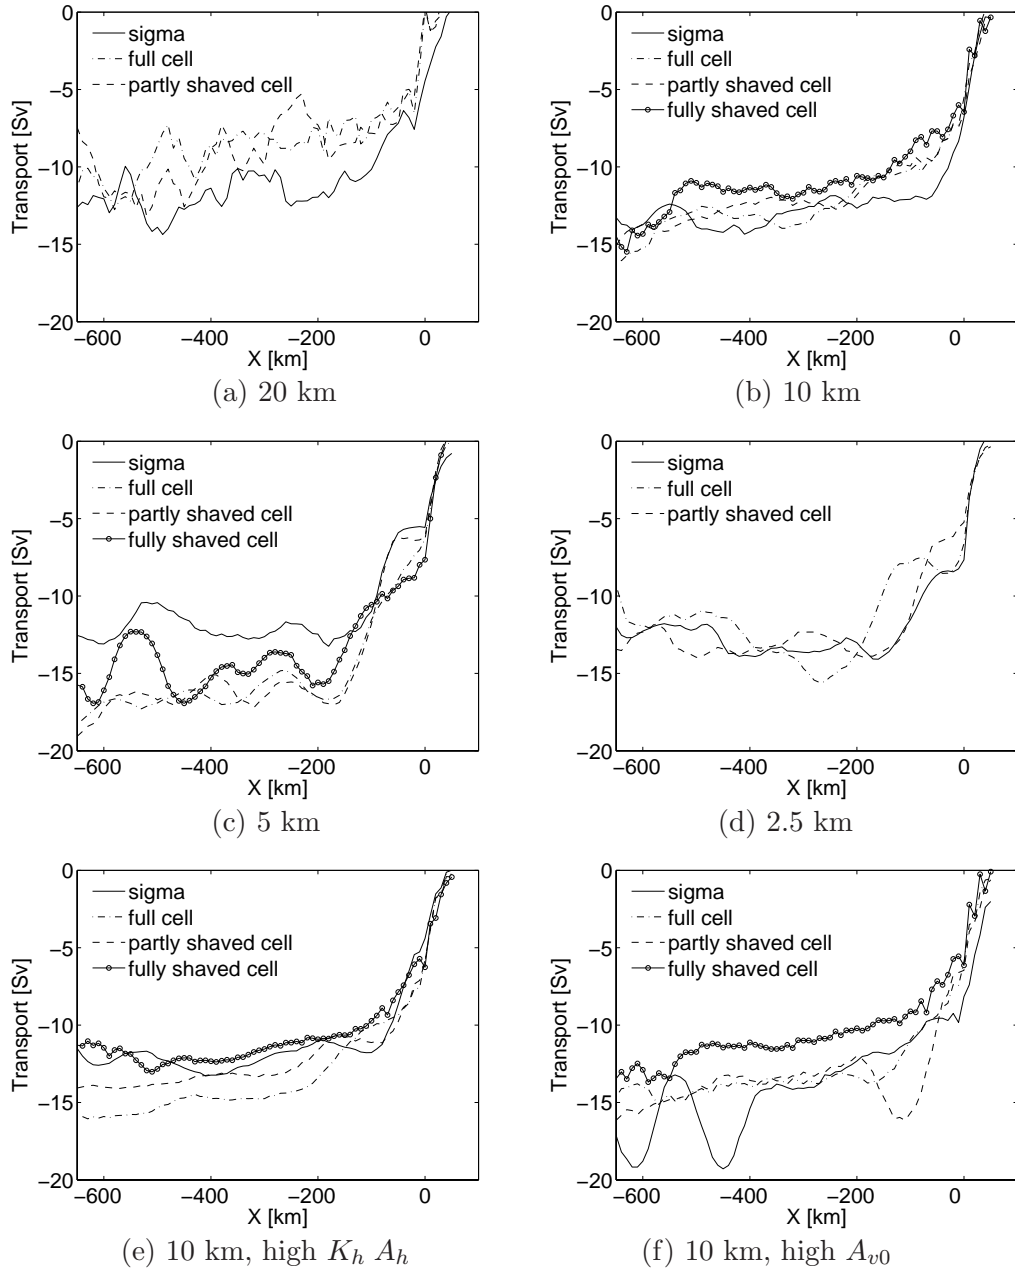 0
−5
−10
−15
−20
Transport [Sv]
sigma
full cell
partly shaved cell
−600
−400
−200
0
X [km]
(a) 20 km
0
−5
−10
−15
−20
Transport [Sv]
sigma
full cell
partly shaved cell
fully shaved cell
−600
−400
−200
0
X [km]
(b) 10 km
0
−5
−10
−15
−20
Transport [Sv]
sigma
full cell
partly shaved cell
fully shaved cell
−600
−400
−200
0
X [km]
(c) 5 km
0
−5
−10
−15
−20
Transport [Sv]
sigma
full cell
partly shaved cell
−600
−400
−200
0
X [km]
(d) 2.5 km
0
−5
−10
−15
−20
Transport [Sv]
sigma
full cell
partly shaved cell
fully shaved cell
−600
−400
−200
0
X [km]
(e) 10 km, high K_h A_h
0
−5
−10
−15
−20
Transport [Sv]
sigma
full cell
partly shaved cell
fully shaved cell
−600
−400
−200
0
X [km]
(f) 10 km, high A_{v0}